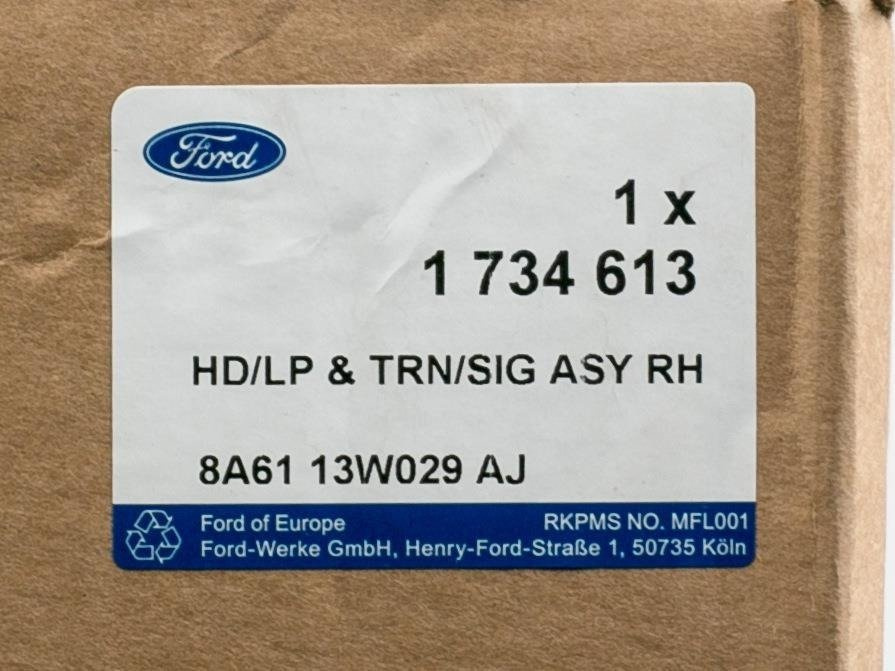 Ford
1 x
1 734 613
HD/LP & TRN/SIG ASY RH
8A61 13W029 AJ
Ford of Europe RKPMS NO. MFL001
Ford-Werke GmbH, Henry-Ford-Straße 1, 50735 Köln